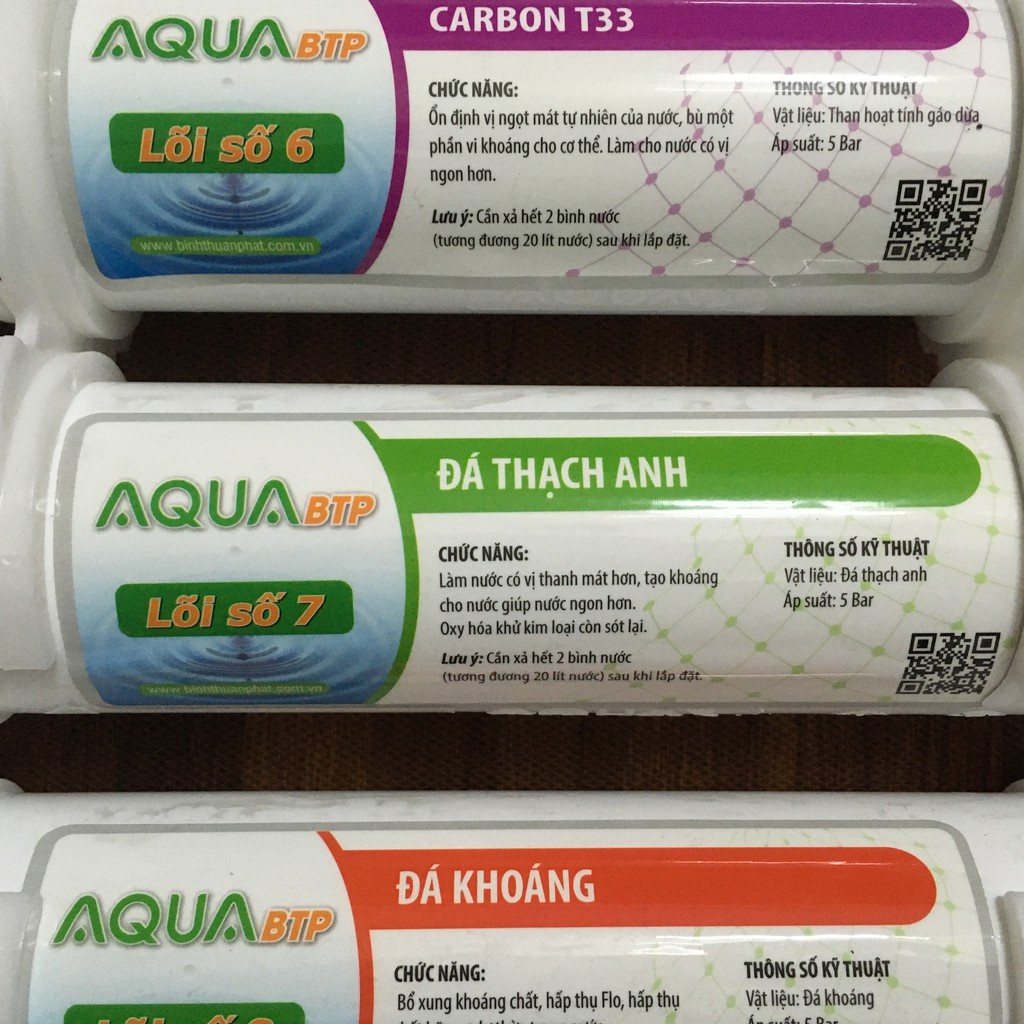 CARBON T33
AQUA BTP
Lõi số 6
www.binhthuanphat.com.vn
CHỨC NĂNG:
Ổn định vị ngọt mát tự nhiên của nước, bù một
phần vi khoáng cho cơ thể. Làm cho nước có vị
ngon hơn.
Lưu ý: Cần xả hết 2 bình nước
(tương đương 20 lít nước) sau khi lắp đặt.
THÔNG SỐ KỸ THUẬT
Vật liệu: Than hoạt tính gáo dừa
Áp suất: 5 Bar
ĐÁ THẠCH ANH
AQUA BTP
Lõi số 7
www.binhthuanphat.com.vn
CHỨC NĂNG:
Làm nước có vị thanh mát hơn, tạo khoáng
cho nước giúp nước ngon hơn.
Oxy hóa khử kim loại còn sót lại.
Lưu ý: Cần xả hết 2 bình nước
(tương đương 20 lít nước) sau khi lắp đặt.
THÔNG SỐ KỸ THUẬT
Vật liệu: Đá thạch anh
Áp suất: 5 Bar
ĐÁ KHOÁNG
AQUA BTP
Lõi số
CHỨC NĂNG:
Bổ xung khoáng chất, hấp thụ Flo, hấp thụ
THÔNG SỐ KỸ THUẬT
Vật liệu: Đá khoáng
Áp suất: 5 Bar